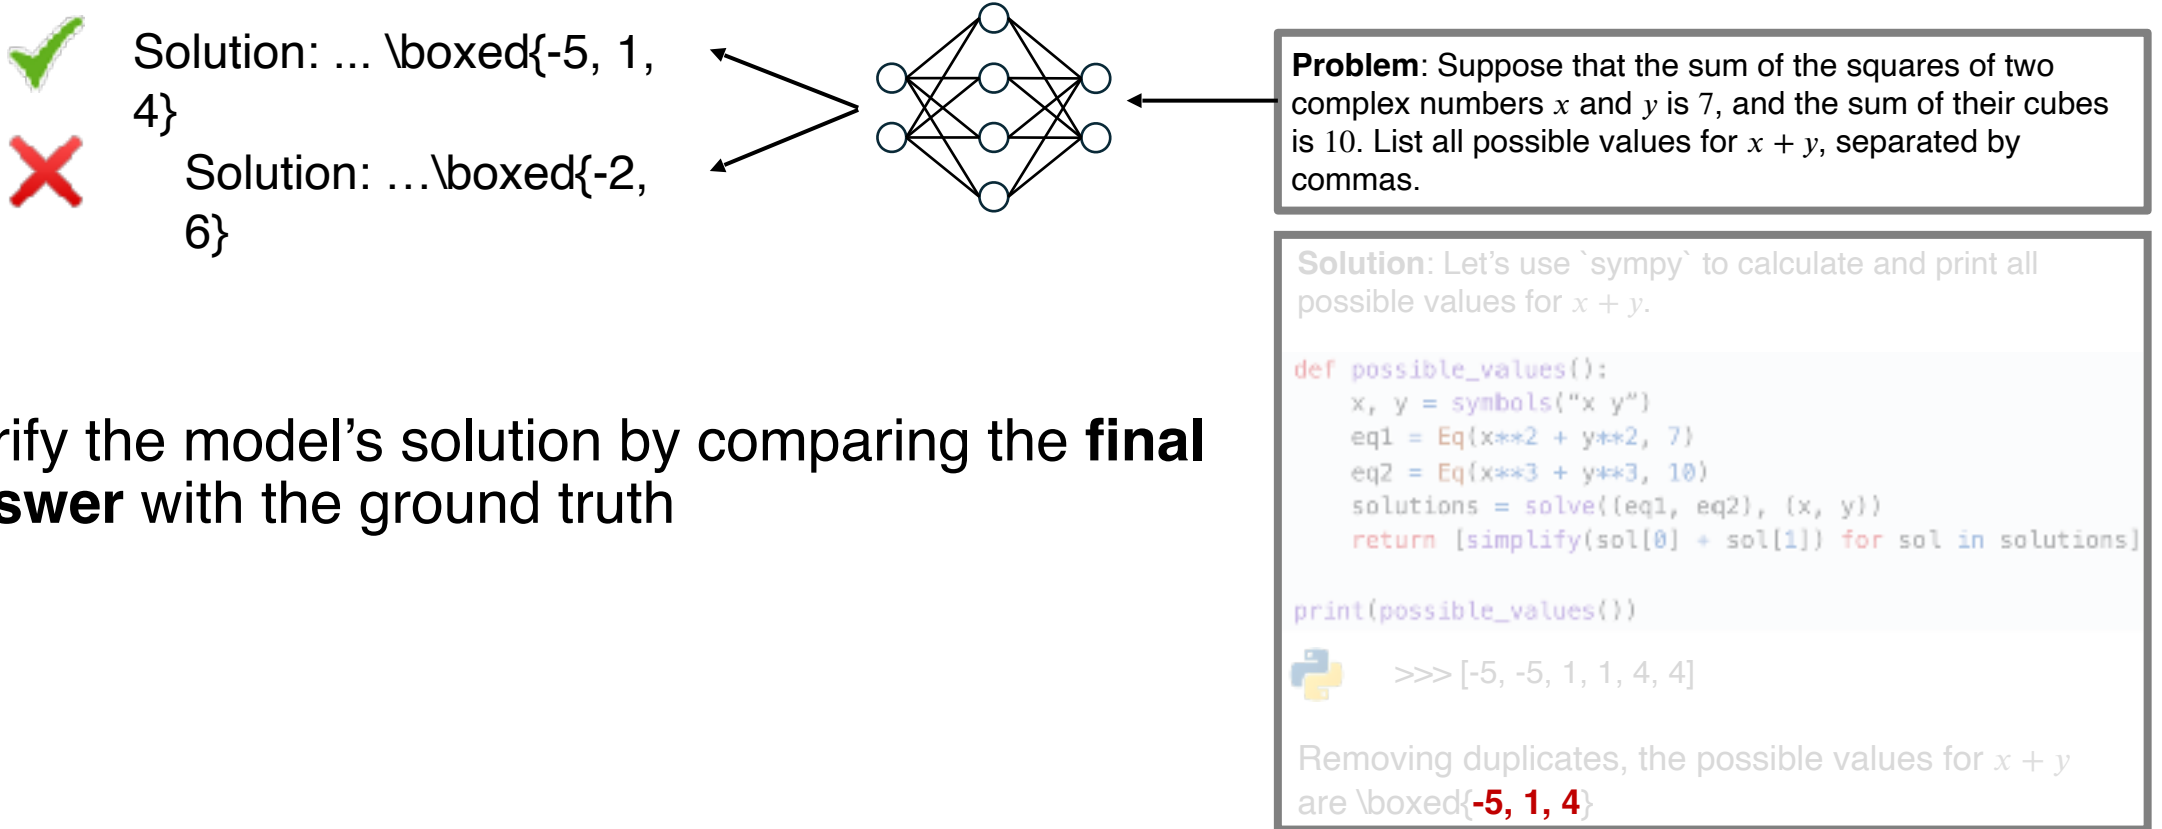 Solution: ... \boxed{-5, 1,
4}
Solution: ...\boxed{-2,
6}
Problem: Suppose that the sum of the squares of two
complex numbers x and y is 7, and the sum of their cubes
is 10. List all possible values for x + y, separated by
commas.
rify the model's solution by comparing the final
swer with the ground truth
Solution: Let's use `sympy` to calculate and print all
possible values for x + y.
def possible_values():
    x, y = symbols("x y")
    eq1 = Eq(x**2 + y**2, 7)
    eq2 = Eq(x**3 + y**3, 10)
    solutions = solve((eq1, eq2), (x, y))
    return [simplify(sol[0] + sol[1]) for sol in solutions]
print(possible_values())
>>> [-5, -5, 1, 1, 4, 4]
Removing duplicates, the possible values for x + y
are \boxed{-5, 1, 4}